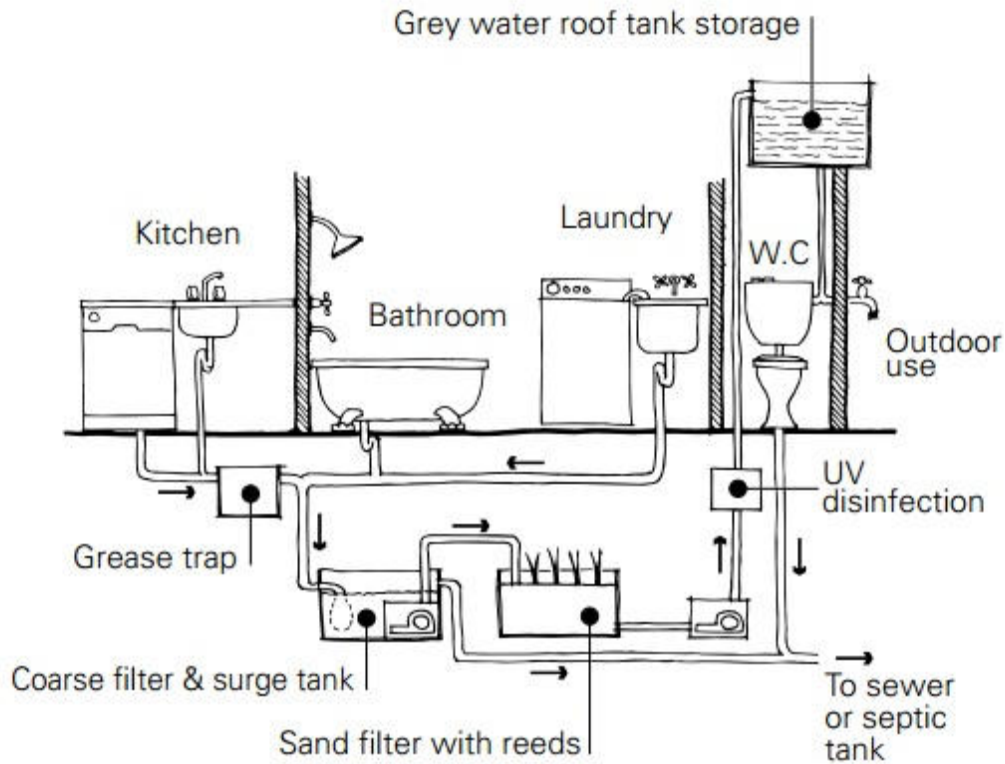 Grey water roof tank storage
Kitchen
Laundry
W.C
Bathroom
Outdoor
use
UV
disinfection
Grease trap
Coarse filter & surge tank
To sewer
or septic
tank
Sand filter with reeds